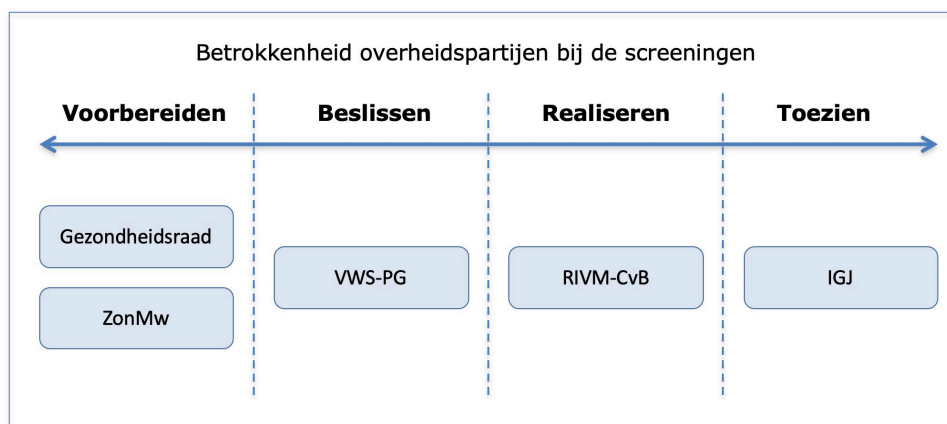 Betrokkenheid overheidspartijen bij de screeningen
Voorbereiden
Beslissen
Realiseren
Toezien
Gezondheidsraad
ZonMw
VWS-PG
RIVM-CvB
IGJ